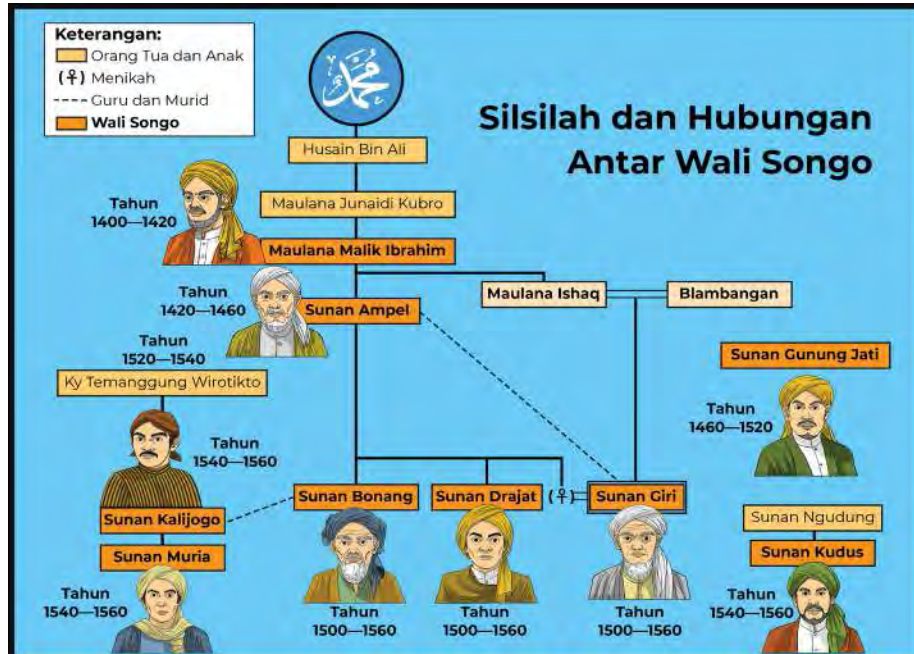 Keterangan:
Orang Tua dan Anak
(♀) Menikah
Guru dan Murid
Wali Songo
محمد
Silsilah dan Hubungan
Antar Wali Songo
Husain Bin Ali
Maulana Junaidi Kubro
Tahun
1400—1420
Maulana Malik Ibrahim
Tahun
1420—1460
Sunan Ampel
Maulana Ishaq
Blambangan
Tahun
1520—1540
Ky Temanggung Wirotikto
Sunan Gunung Jati
Tahun
1460—1520
Tahun
1540—1560
Sunan Kalijogo
Sunan Bonang
Sunan Drajat
(♀)
Sunan Giri
Sunan Ngudung
Sunan Muria
Sunan Kudus
Tahun
1540—1560
Tahun
1500—1560
Tahun
1500—1560
Tahun
1500—1560
Tahun
1540—1560